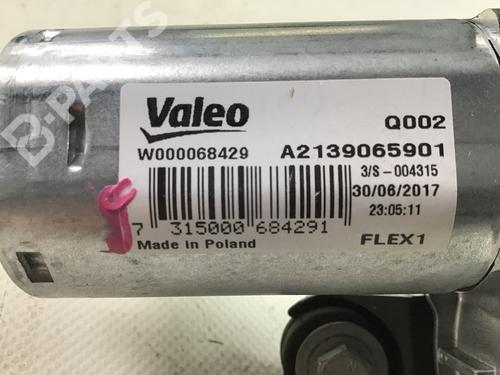 B-PARTS
Valeo
Q002
W000068429
A2139065901
3/S-004315
30/06/2017
23:05:11
7 315000 684291
Made in Poland
FLEX1